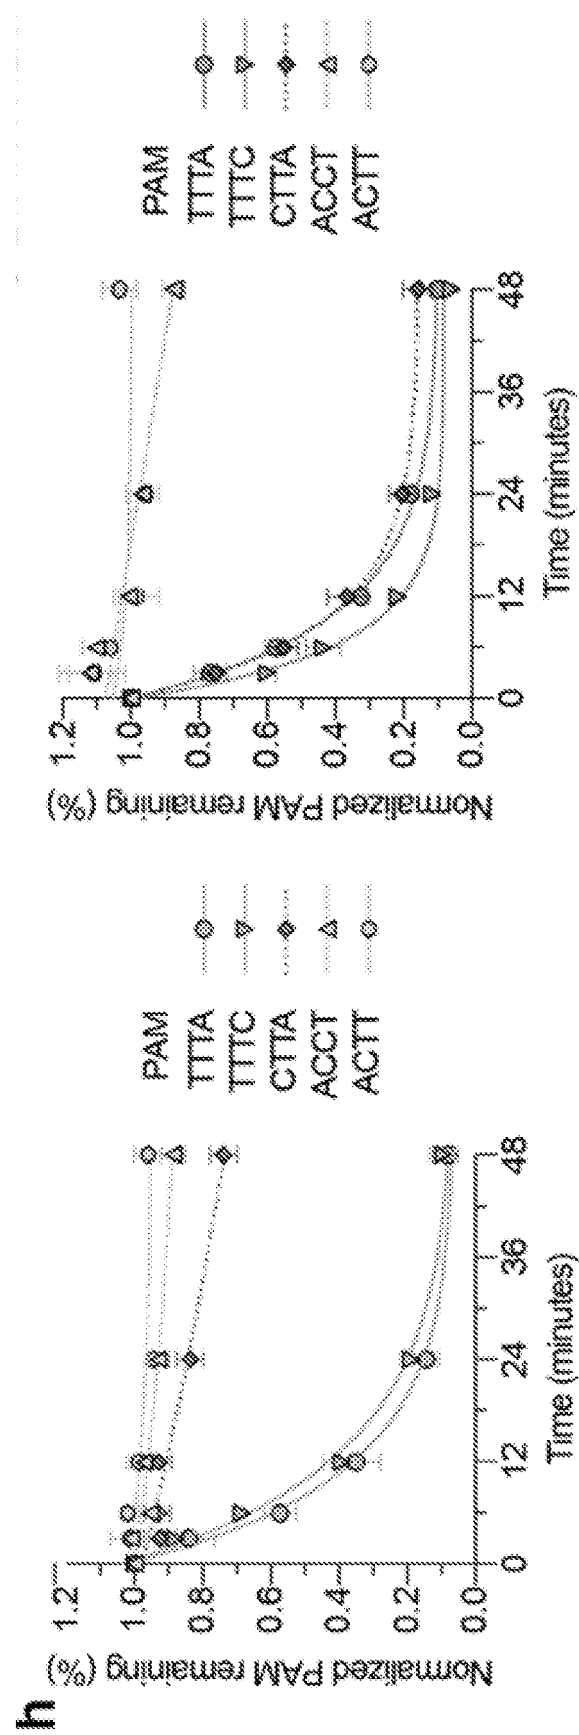 h
Normalized PAM remaining (%)
1.2
1.0
0.8
0.6
0.4
0.2
0.0
0
12
24
36
48
Time (minutes)
PAM
TTTA
TTTC
CTTA
ACCT
ACTT
Normalized PAM remaining (%)
1.2
1.0
0.8
0.6
0.4
0.2
0.0
0
12
24
36
48
Time (minutes)
PAM
TTTA
TTTC
CTTA
ACCT
ACTT